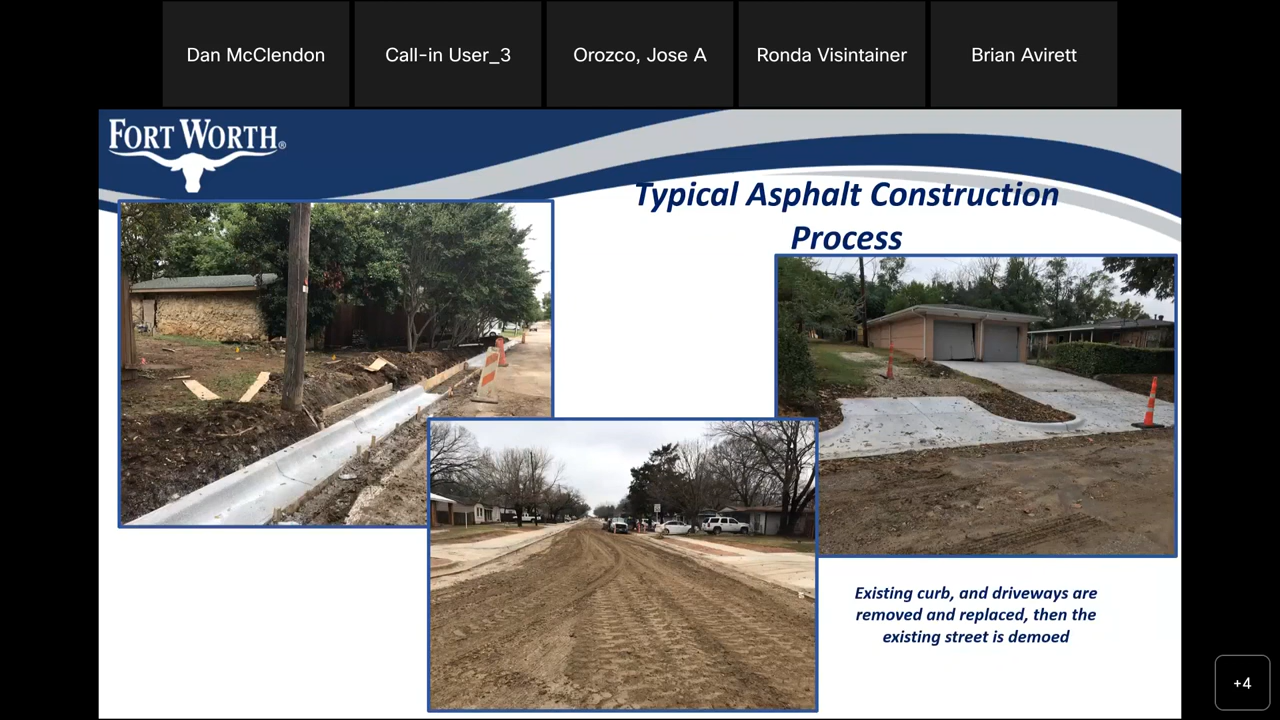 Dan McClendon
Call-in User_3
Orozco, Jose A
Ronda Visintainer
Brian Avirett
FORT WORTH®
Typical Asphalt Construction
Process
Existing curb, and driveways are
removed and replaced, then the
existing street is demoed
+4